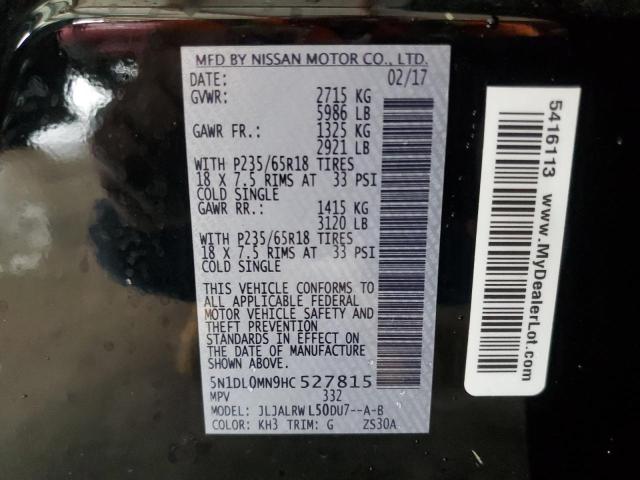 MFD BY NISSAN MOTOR CO., LTD.
DATE: 02/17
GVWR: 2715 KG
5986 LB
GAWR FR.: 1325 KG
2921 LB
WITH P235/65R18 TIRES
18 X 7.5 RIMS AT 33 PSI
COLD SINGLE
GAWR RR.: 1415 KG
3120 LB
WITH P235/65R18 TIRES
18 X 7.5 RIMS AT 33 PSI
COLD SINGLE
THIS VEHICLE CONFORMS TO
ALL APPLICABLE FEDERAL
MOTOR VEHICLE SAFETY AND
THEFT PREVENTION
STANDARDS IN EFFECT ON
THE DATE OF MANUFACTURE
SHOWN ABOVE.
5N1DL0MN9HC 527815
MPV 332
MODEL: JLJALRW L50DU7--A-B
COLOR: KH3 TRIM: G ZS30A
5416113 www.MyDealerLot.com